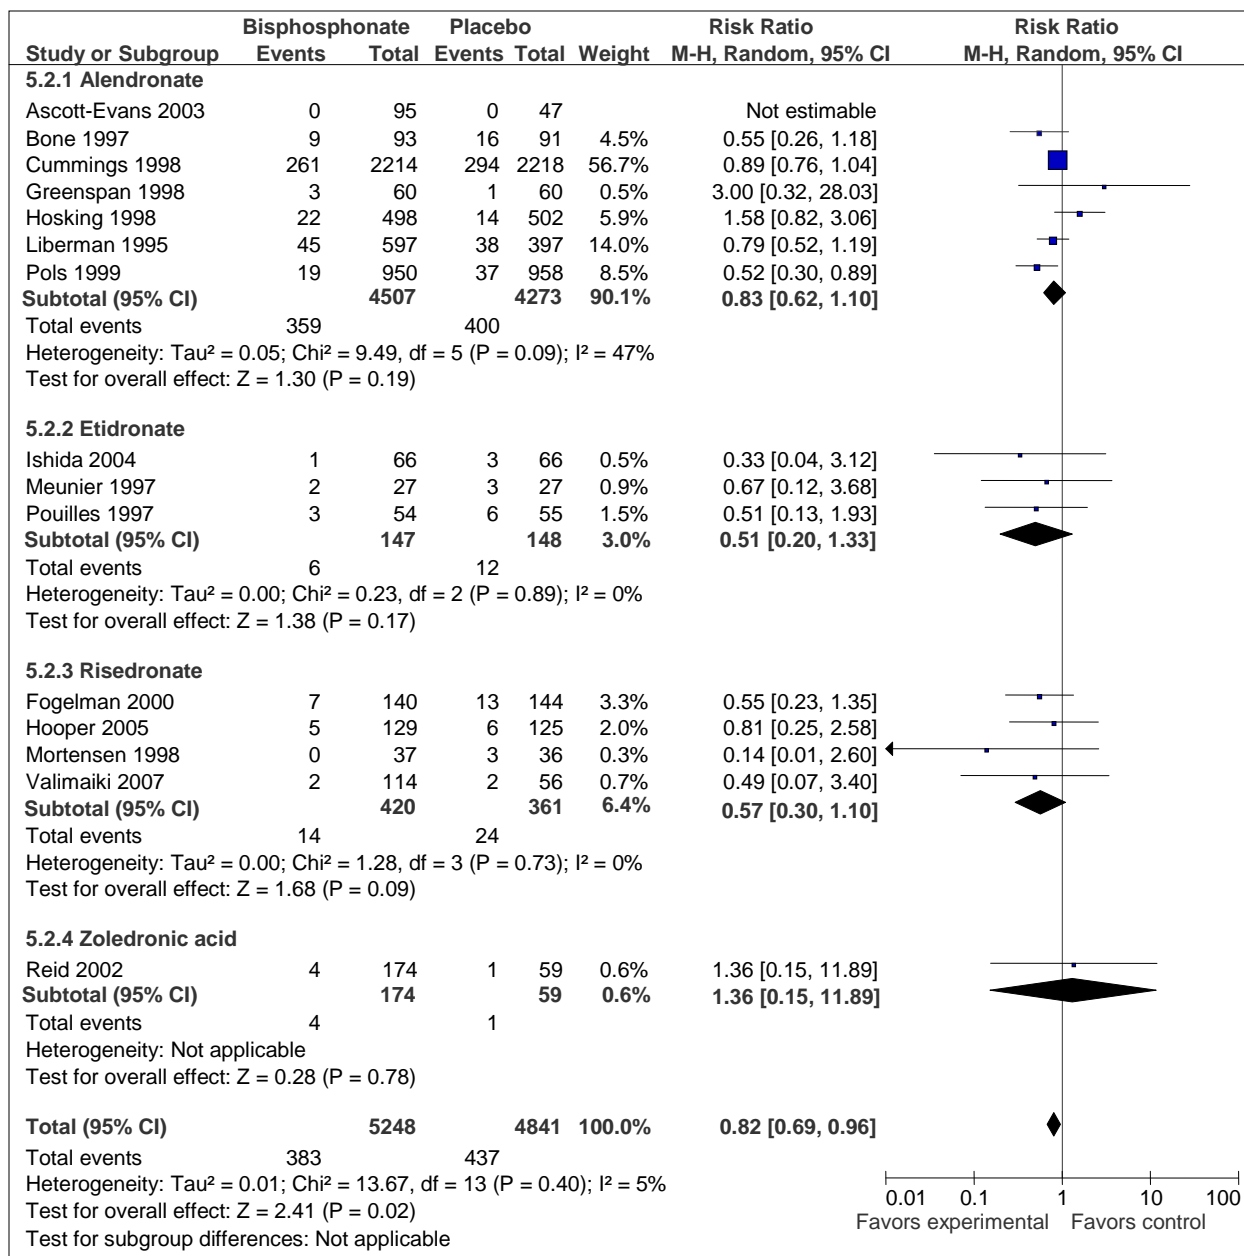 Bisphosphonate Placebo Risk Ratio Risk Ratio
Study or Subgroup Events Total Events Total Weight M-H, Random, 95% CI M-H, Random, 95% CI
5.2.1 Alendronate
Ascott-Evans 2003 0 95 0 47 Not estimable
Bone 1997 9 93 16 91 4.5% 0.55 [0.26, 1.18]
Cummings 1998 261 2214 294 2218 56.7% 0.89 [0.76, 1.04]
Greenspan 1998 3 60 1 60 0.5% 3.00 [0.32, 28.03]
Hosking 1998 22 498 14 502 5.9% 1.58 [0.82, 3.06]
Liberman 1995 45 597 38 397 14.0% 0.79 [0.52, 1.19]
Pols 1999 19 950 37 958 8.5% 0.52 [0.30, 0.89]
Subtotal (95% CI) 4507 4273 90.1% 0.83 [0.62, 1.10]
Total events 359 400
Heterogeneity: Tau² = 0.05; Chi² = 9.49, df = 5 (P = 0.09); I² = 47%
Test for overall effect: Z = 1.30 (P = 0.19)
5.2.2 Etidronate
Ishida 2004 1 66 3 66 0.5% 0.33 [0.04, 3.12]
Meunier 1997 2 27 3 27 0.9% 0.67 [0.12, 3.68]
Pouilles 1997 3 54 6 55 1.5% 0.51 [0.13, 1.93]
Subtotal (95% CI) 147 148 3.0% 0.51 [0.20, 1.33]
Total events 6 12
Heterogeneity: Tau² = 0.00; Chi² = 0.23, df = 2 (P = 0.89); I² = 0%
Test for overall effect: Z = 1.38 (P = 0.17)
5.2.3 Risedronate
Fogelman 2000 7 140 13 144 3.3% 0.55 [0.23, 1.35]
Hooper 2005 5 129 6 125 2.0% 0.81 [0.25, 2.58]
Mortensen 1998 0 37 3 36 0.3% 0.14 [0.01, 2.60]
Valimaiki 2007 2 114 2 56 0.7% 0.49 [0.07, 3.40]
Subtotal (95% CI) 420 361 6.4% 0.57 [0.30, 1.10]
Total events 14 24
Heterogeneity: Tau² = 0.00; Chi² = 1.28, df = 3 (P = 0.73); I² = 0%
Test for overall effect: Z = 1.68 (P = 0.09)
5.2.4 Zoledronic acid
Reid 2002 4 174 1 59 0.6% 1.36 [0.15, 11.89]
Subtotal (95% CI) 174 59 0.6% 1.36 [0.15, 11.89]
Total events 4 1
Heterogeneity: Not applicable
Test for overall effect: Z = 0.28 (P = 0.78)
Total (95% CI) 5248 4841 100.0% 0.82 [0.69, 0.96]
Total events 383 437
Heterogeneity: Tau² = 0.01; Chi² = 13.67, df = 13 (P = 0.40); I² = 5%
Test for overall effect: Z = 2.41 (P = 0.02)
Test for subgroup differences: Not applicable
0.01 0.1 1 10 100
Favors experimental Favors control